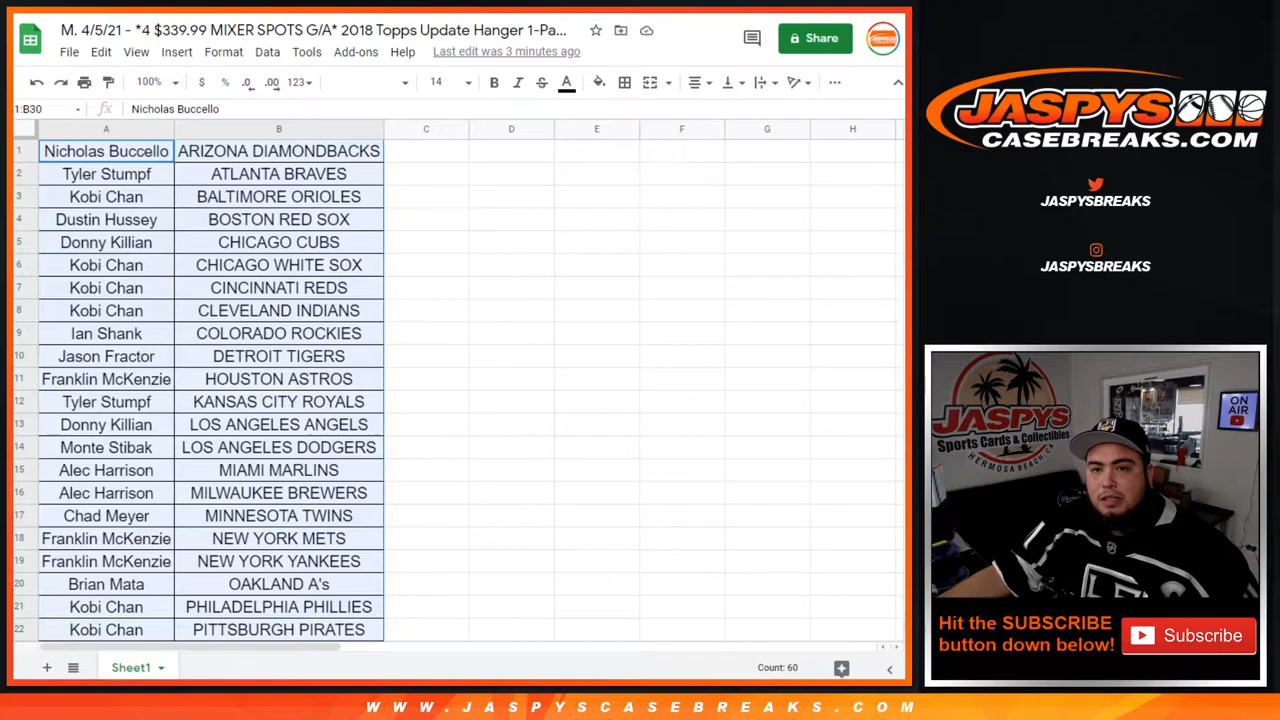 M. 4/5/21 - *4 $339.99 MIXER SPOTS G/A* 2018 Topps Update Hanger 1-Pa...
Share
File Edit View Insert Format Data Tools Add-ons Help Last edit was 3 minutes ago
100% $ % .0 .00 123 14 B I S A
1:B30 fx Nicholas Buccello
A B C D E F G H
1 Nicholas Buccello ARIZONA DIAMONDBACKS
2 Tyler Stumpf ATLANTA BRAVES
3 Kobi Chan BALTIMORE ORIOLES
4 Dustin Hussey BOSTON RED SOX
5 Donny Killian CHICAGO CUBS
6 Kobi Chan CHICAGO WHITE SOX
7 Kobi Chan CINCINNATI REDS
8 Kobi Chan CLEVELAND INDIANS
9 Ian Shank COLORADO ROCKIES
10 Jason Fractor DETROIT TIGERS
11 Franklin McKenzie HOUSTON ASTROS
12 Tyler Stumpf KANSAS CITY ROYALS
13 Donny Killian LOS ANGELES ANGELS
14 Monte Stibak LOS ANGELES DODGERS
15 Alec Harrison MIAMI MARLINS
16 Alec Harrison MILWAUKEE BREWERS
17 Chad Meyer MINNESOTA TWINS
18 Franklin McKenzie NEW YORK METS
19 Franklin McKenzie NEW YORK YANKEES
20 Brian Mata OAKLAND A's
21 Kobi Chan PHILADELPHIA PHILLIES
22 Kobi Chan PITTSBURGH PIRATES
Sheet1 Count: 60
JASPYS
CASEBREAKS.COM
JASPYSBREAKS
JASPYSBREAKS
JASPYS
Sports Cards & Collectibles
HERMOSA BEACH, CA
ON
AIR
Hit the SUBSCRIBE
button down below!
Subscribe
WWW.JASPYSCASEBREAKS.COM